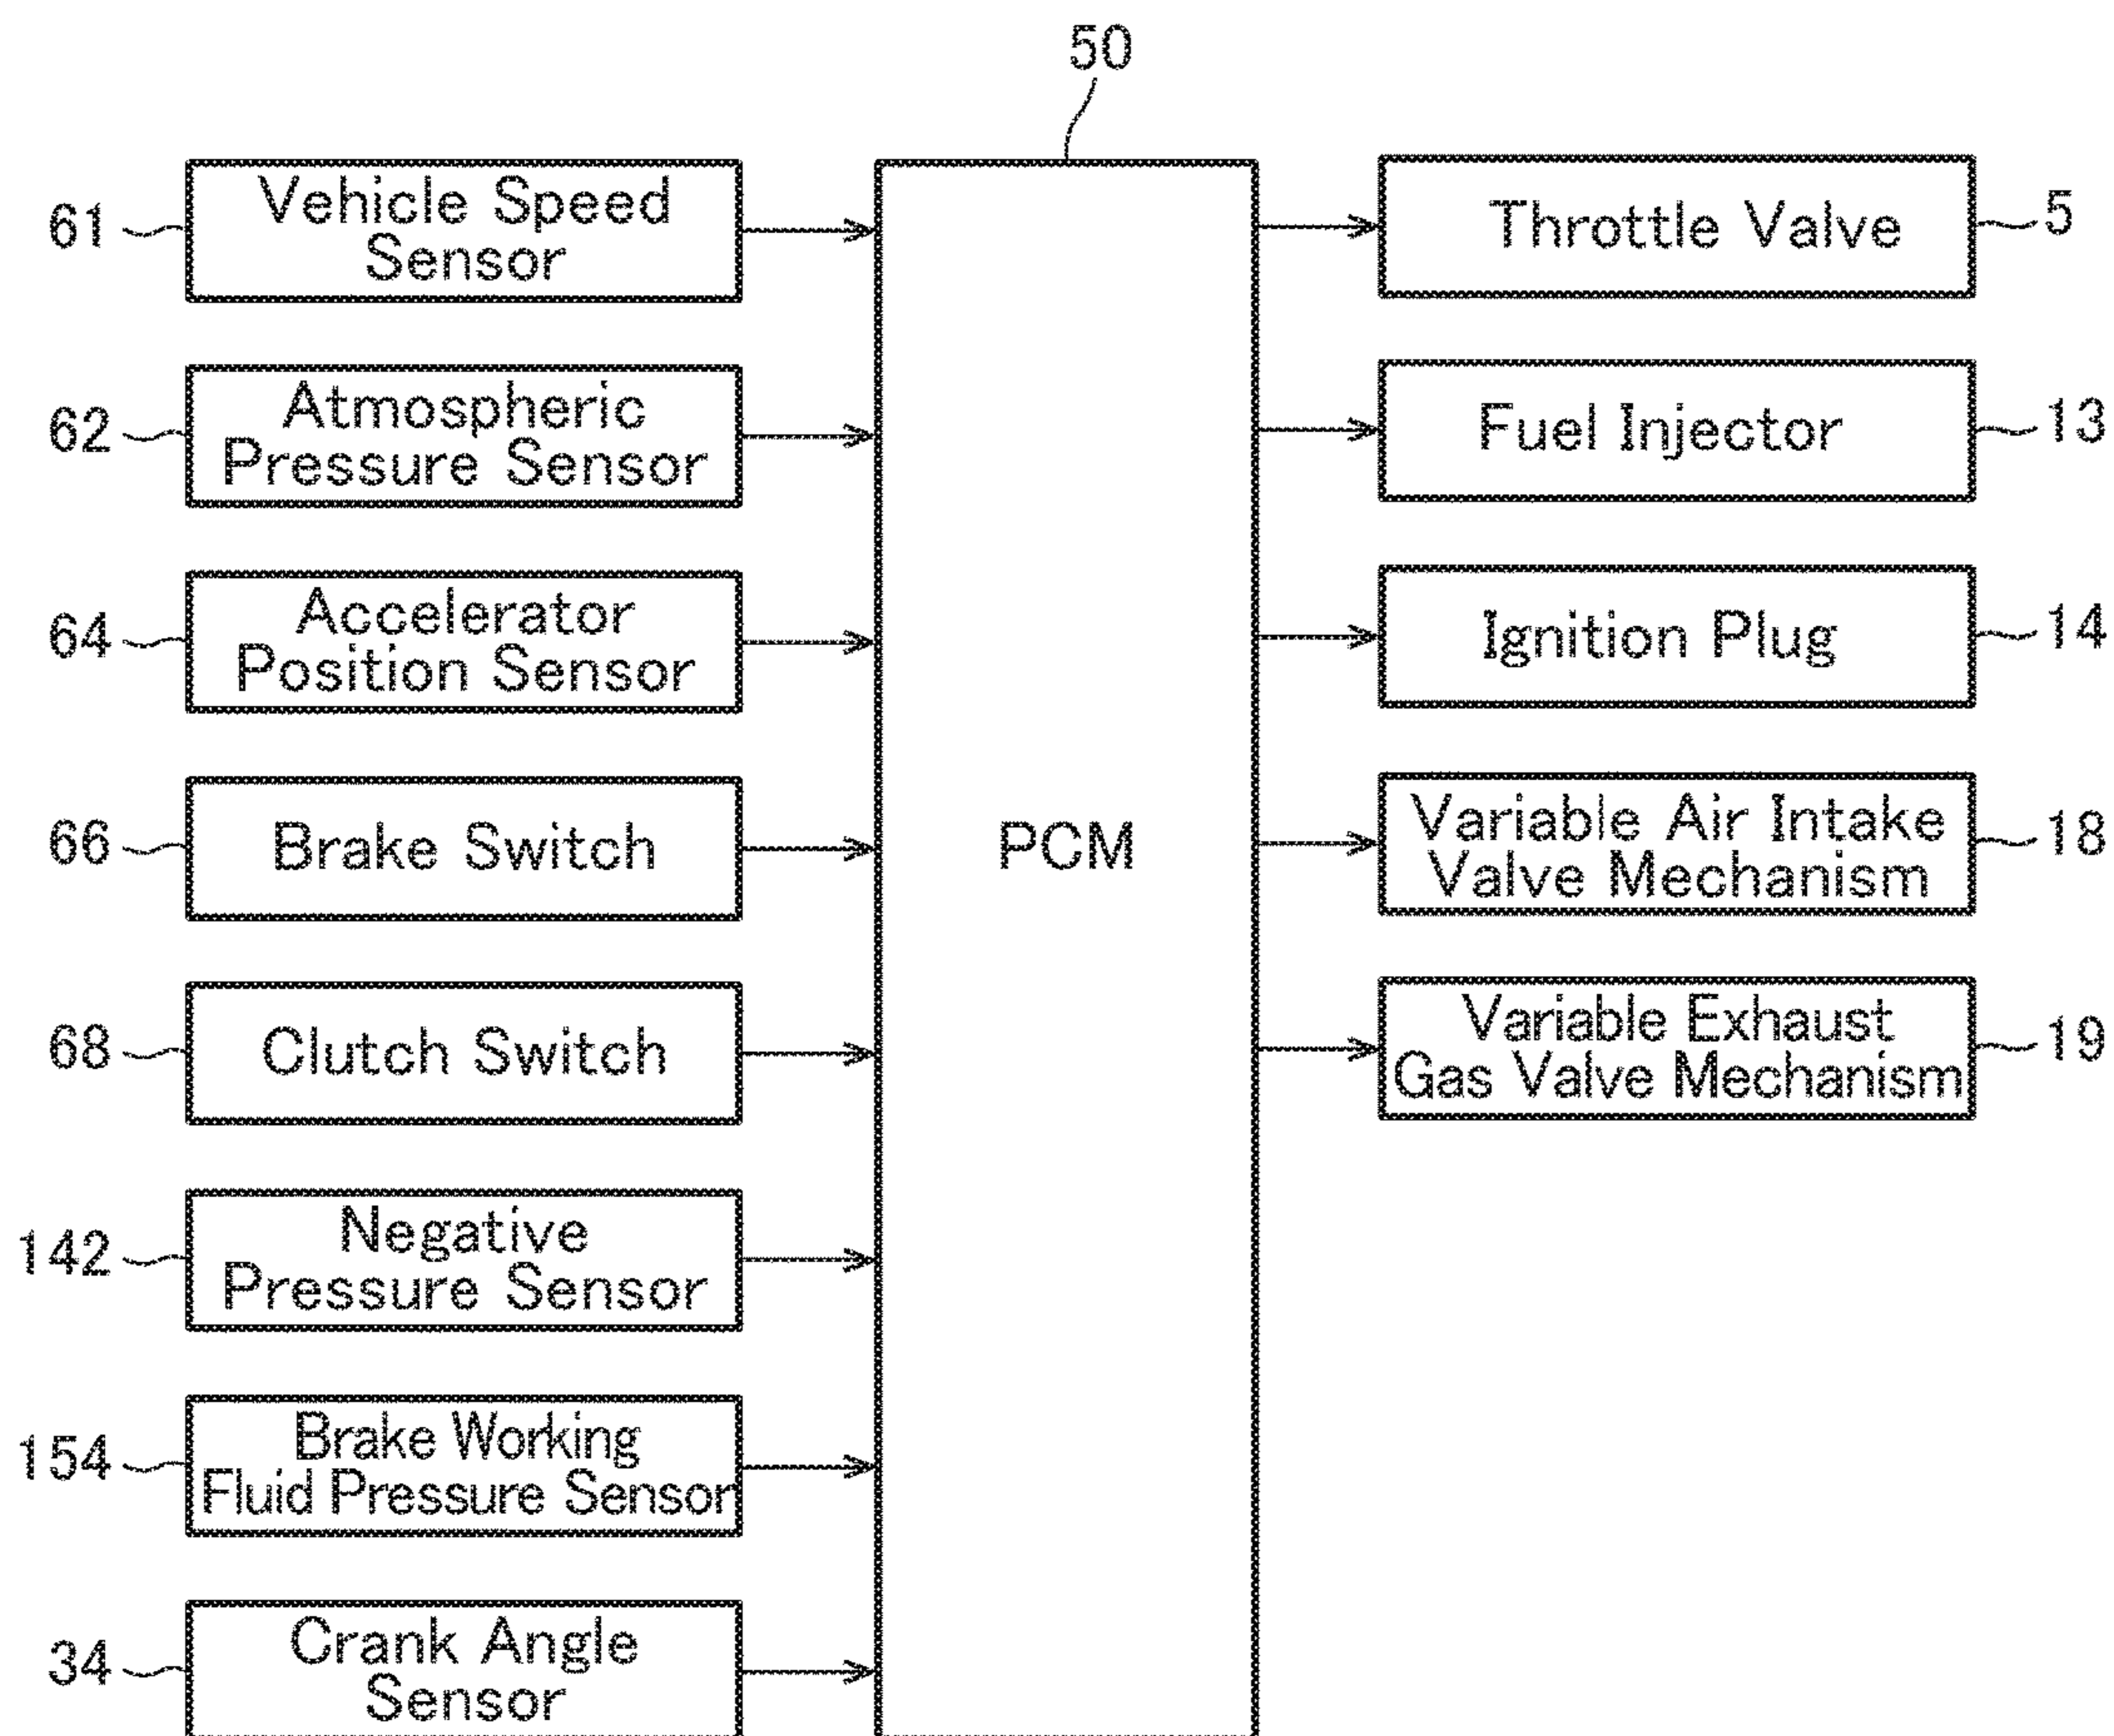 50
61
Vehicle Speed
Sensor
62
Atmospheric
Pressure Sensor
64
Accelerator
Position Sensor
66
Brake Switch
68
Clutch Switch
142
Negative
Pressure Sensor
154
Brake Working
Fluid Pressure Sensor
34
Crank Angle
Sensor
PCM
Throttle Valve
5
Fuel Injector
13
Ignition Plug
14
Variable Air Intake
Valve Mechanism
18
Variable Exhaust
Gas Valve Mechanism
19